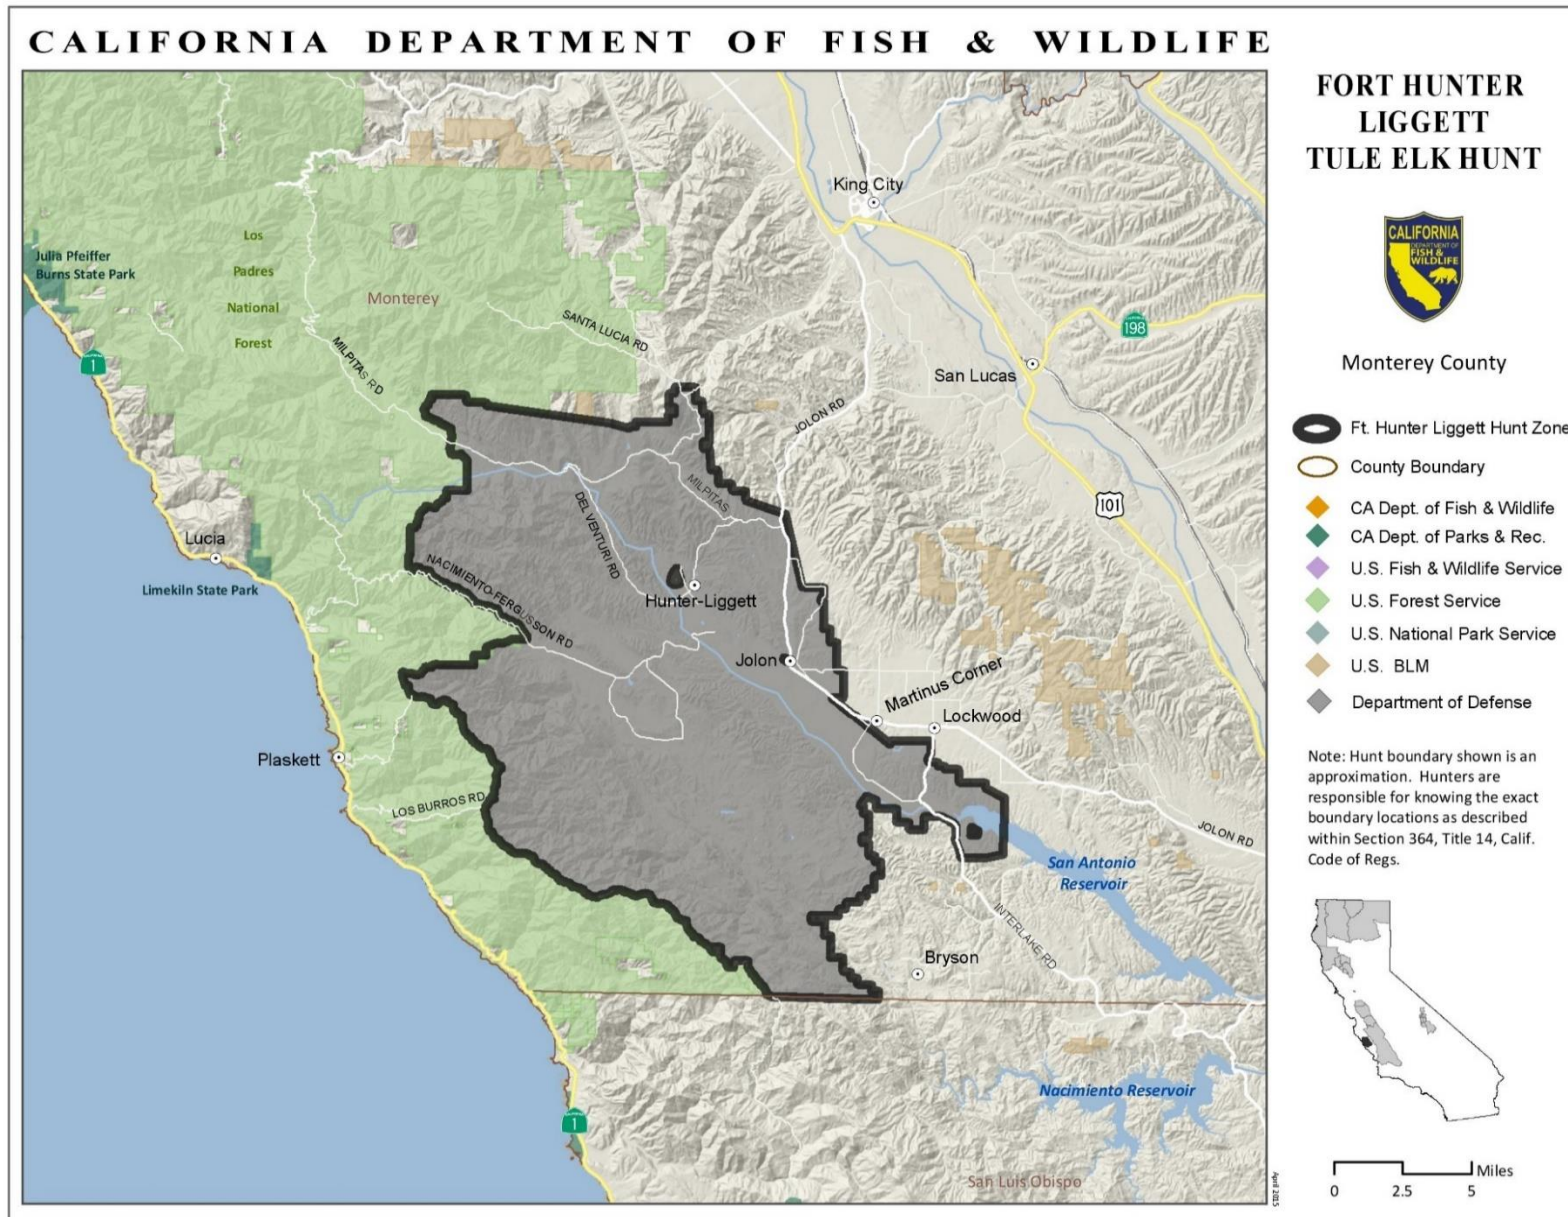 CALIFORNIA DEPARTMENT OF FISH & WILDLIFE
FORT HUNTER
LIGGETT
TULE ELK HUNT
CALIFORNIA
DEPARTMENT OF
FISH &
WILDLIFE
Monterey County
Ft. Hunter Liggett Hunt Zone
County Boundary
CA Dept. of Fish & Wildlife
CA Dept. of Parks & Rec.
U.S. Fish & Wildlife Service
U.S. Forest Service
U.S. National Park Service
U.S. BLM
Department of Defense
Note: Hunt boundary shown is an
approximation. Hunters are
responsible for knowing the exact
boundary locations as described
within Section 364, Title 14, Calif.
Code of Regs.
Miles
0 2.5 5
April 2015
King City
Los
Padres
National
Forest
Julia Pfeiffer
Burns State Park
Monterey
SANTA LUCIA RD
MILPITAS RD
1
198
San Lucas
JOLON RD
101
MILPITAS
DEL VENTURI RD
Lucia
Limekiln State Park
NACIMIENTO-FERGUSSON RD
Hunter-Liggett
Jolon
Martinus Corner
Lockwood
Plaskett
LOS BURROS RD
JOLON RD
San Antonio
Reservoir
INTERLAKE RD
Bryson
Nacimiento Reservoir
1
San Luis Obispo